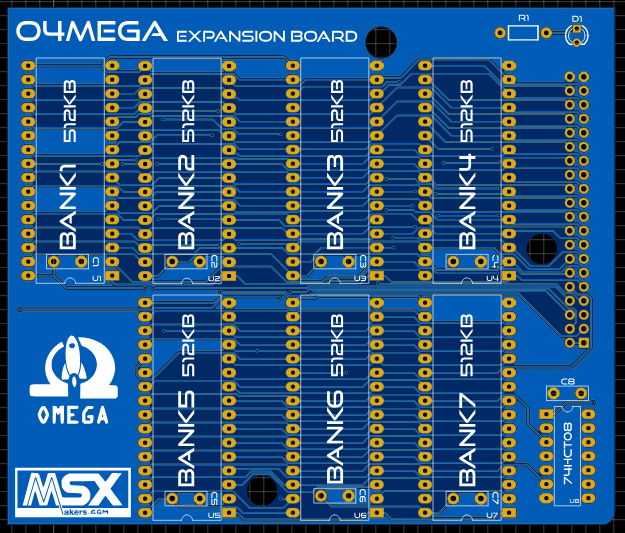 O4MEGA EXPANSION BOARD
R1
D1
BANK1 512KB
C1
U1
BANK2 512KB
C2
U2
BANK3 512KB
C3
U3
BANK4 512KB
C4
U4
OMEGA
MSX
makers.com
BANK5 512KB
C5
U5
BANK6 512KB
C6
U6
BANK7 512KB
C7
U7
C8
74HCT08
U8